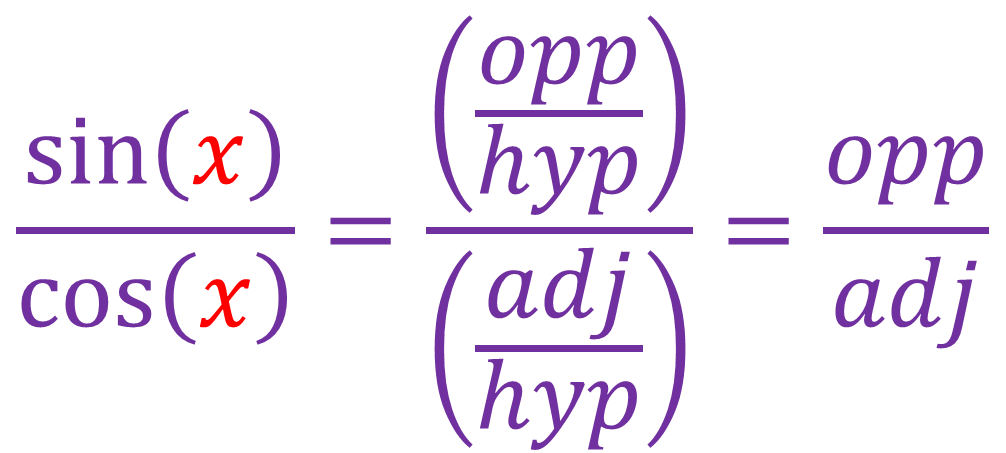 sin(x) / cos(x) = (opp / hyp) / (adj / hyp) = opp / adj